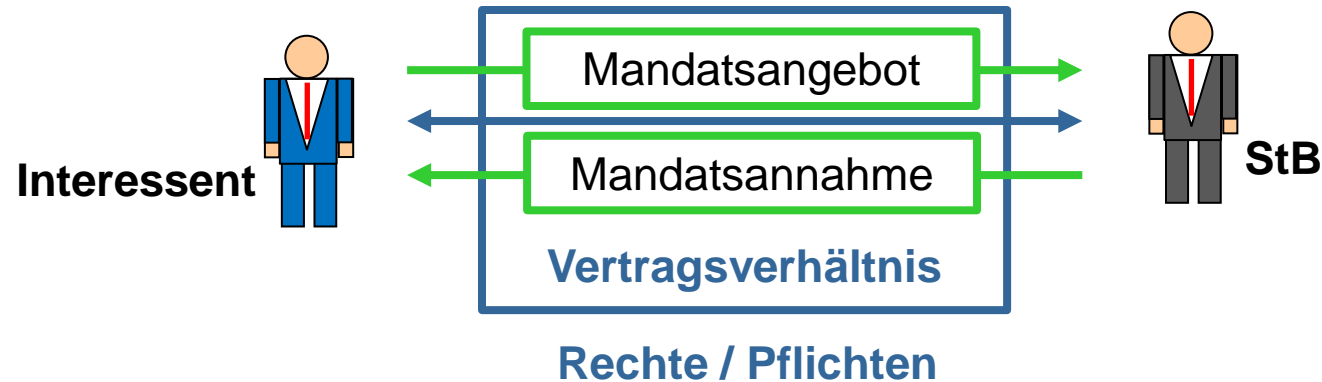 Mandatsangebot
Interessent
StB
Mandatsannahme
Vertragsverhältnis
Rechte / Pflichten